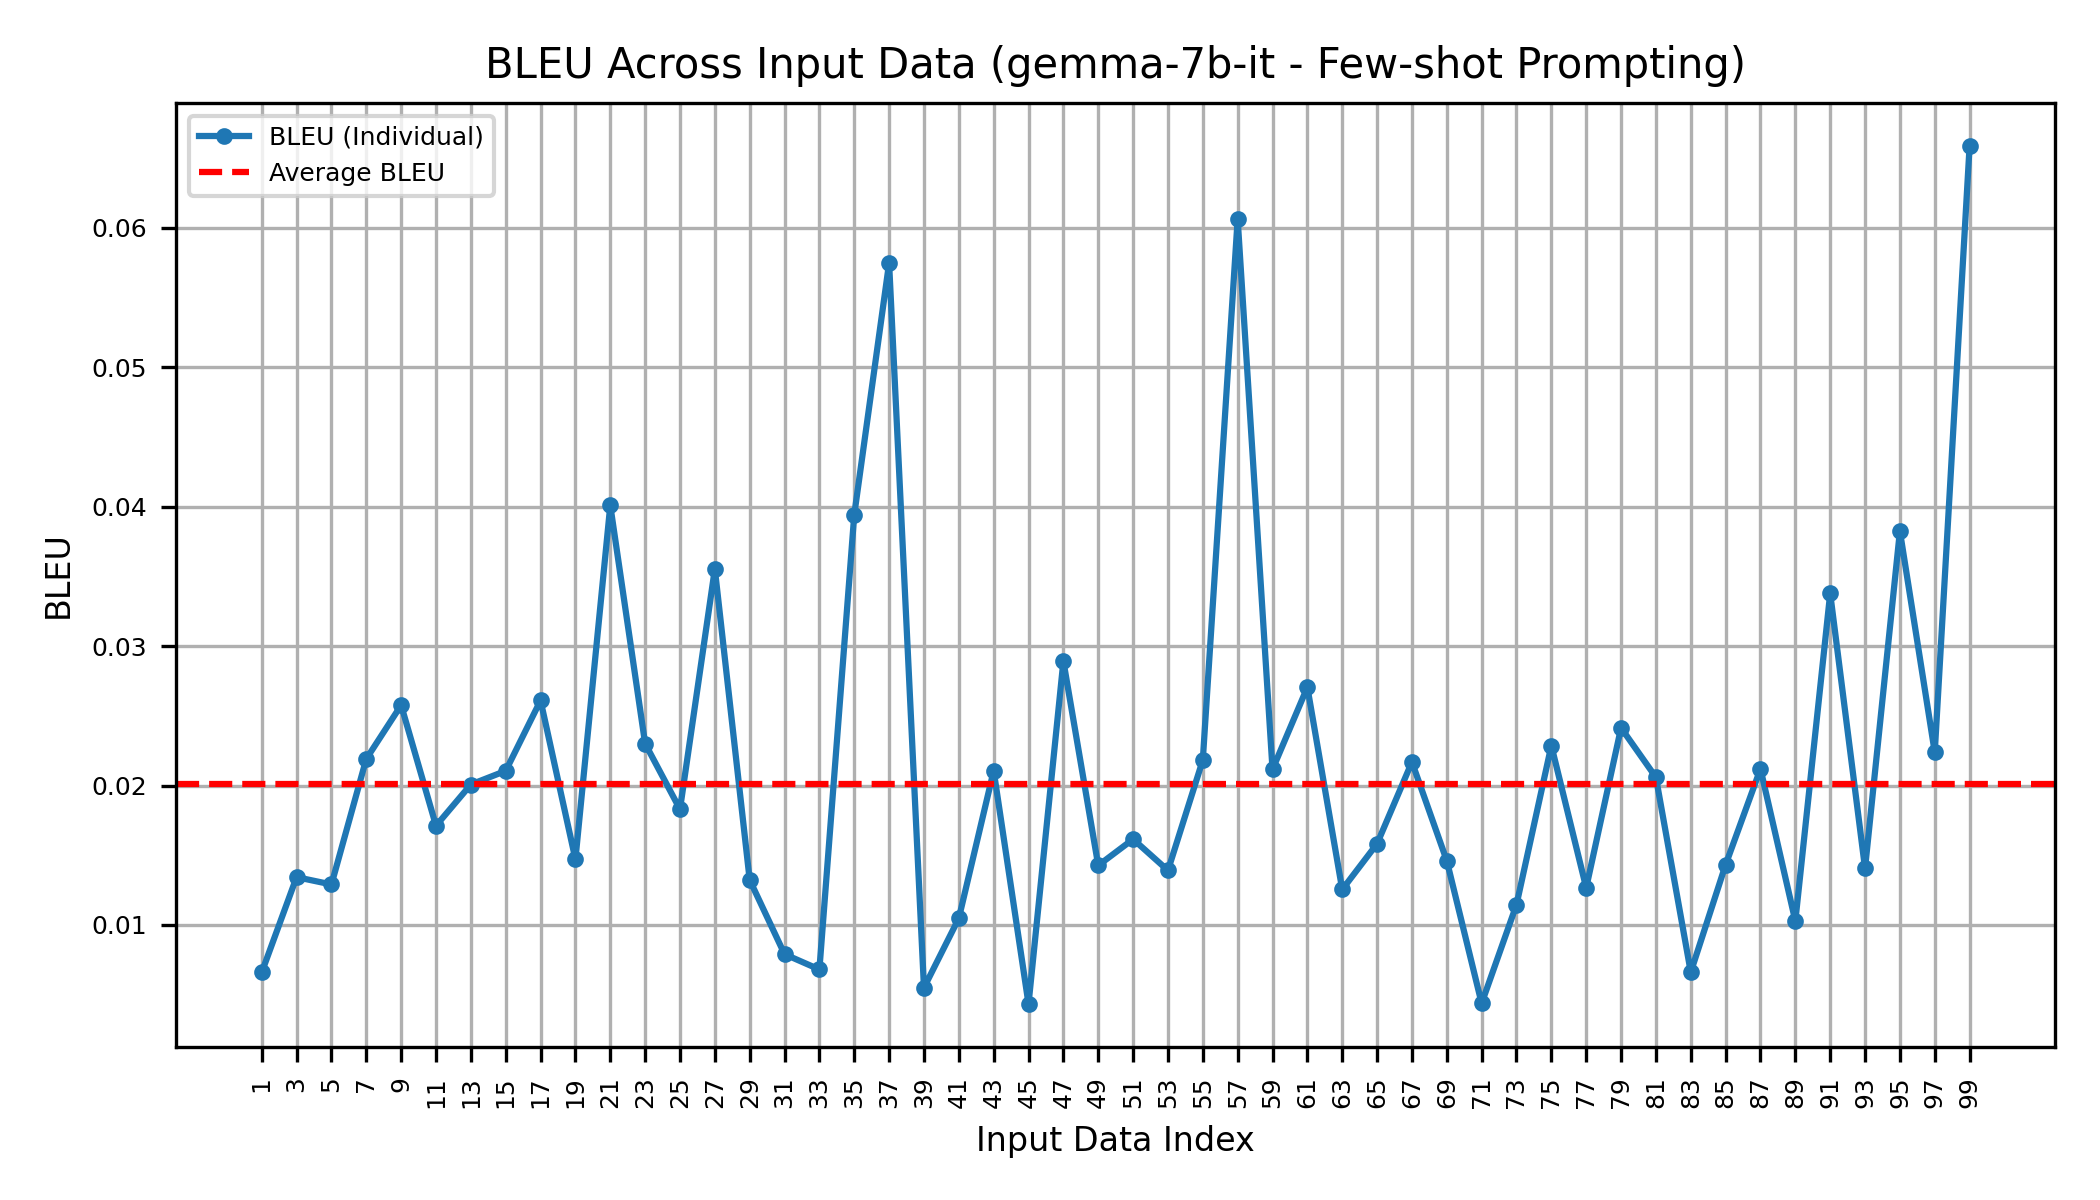 BLEU Across Input Data (gemma-7b-it - Few-shot Prompting)
BLEU (Individual)
Average BLEU
0.06
0.05
0.04
0.03
0.02
0.01
BLEU
1 3 5 7 9 11 13 15 17 19 21 23 25 27 29 31 33 35 37 39 41 43 45 47 49 51 53 55 57 59 61 63 65 67 69 71 73 75 77 79 81 83 85 87 89 91 93 95 97 99
Input Data Index